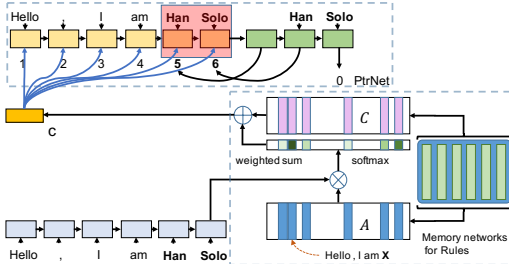 Hello , I am Han Solo Han Solo
1 2 3 4 5 6 0 PtrNet
c
C
weighted sum softmax
A
Memory networks
for Rules
Hello , I am X
Hello , I am Han Solo